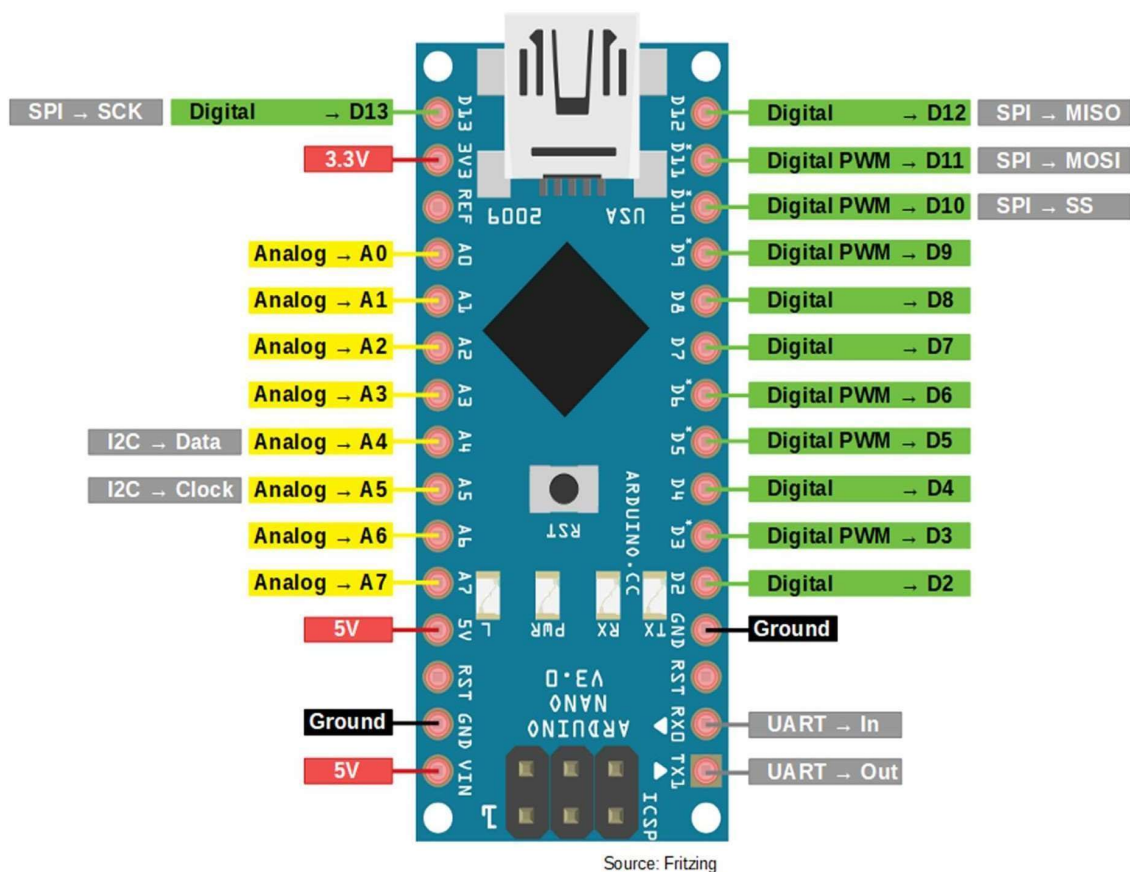 SPI → SCK
Digital → D13
3.3V
Analog → A0
Analog → A1
Analog → A2
Analog → A3
I2C → Data
Analog → A4
I2C → Clock
Analog → A5
Analog → A6
Analog → A7
5V
Ground
5V
D13
3V3
REF
A0
A1
A2
A3
A4
A5
A6
A7
5V
RST
GND
VIN
2009
USA
RST
ARDUINO.CC
L
PWR
RX
TX
ARDUINO
NANO
V3.0
1
ICSP
D12
D11*
D10*
D9*
D8
D7
D6*
D5*
D4
D3*
D2
GND
RST
RX0
TX1
Digital → D12
SPI → MISO
Digital PWM → D11
SPI → MOSI
Digital PWM → D10
SPI → SS
Digital PWM → D9
Digital → D8
Digital → D7
Digital PWM → D6
Digital PWM → D5
Digital → D4
Digital PWM → D3
Digital → D2
Ground
UART → In
UART → Out
Source: Fritzing